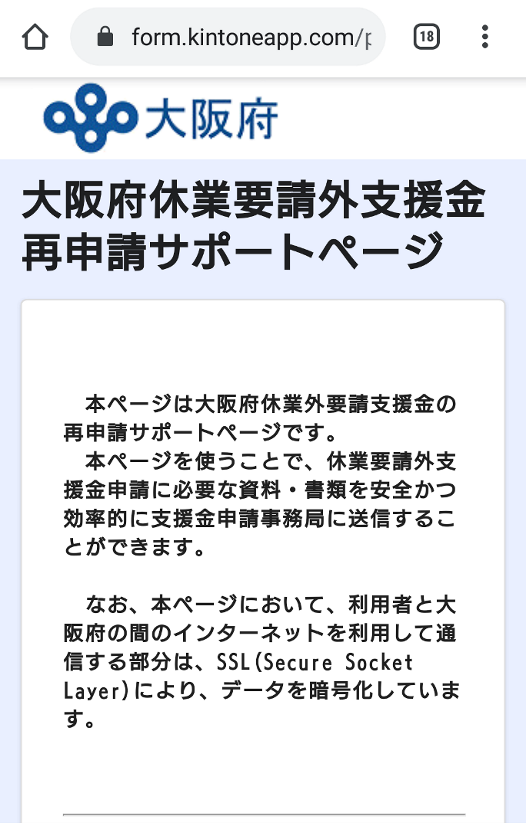 form.kintoneapp.com/p
18
大阪府
大阪府休業要請外支援金
再申請サポートページ
本ページは大阪府休業外要請支援金の
再申請サポートページです。
本ページを使うことで、休業要請外支
援金申請に必要な資料・書類を安全かつ
効率的に支援金申請事務局に送信するこ
とができます。
なお、本ページにおいて、利用者と大
阪府の間のインターネットを利用して通
信する部分は、SSL(Secure Socket
Layer)により、データを暗号化していま
す。